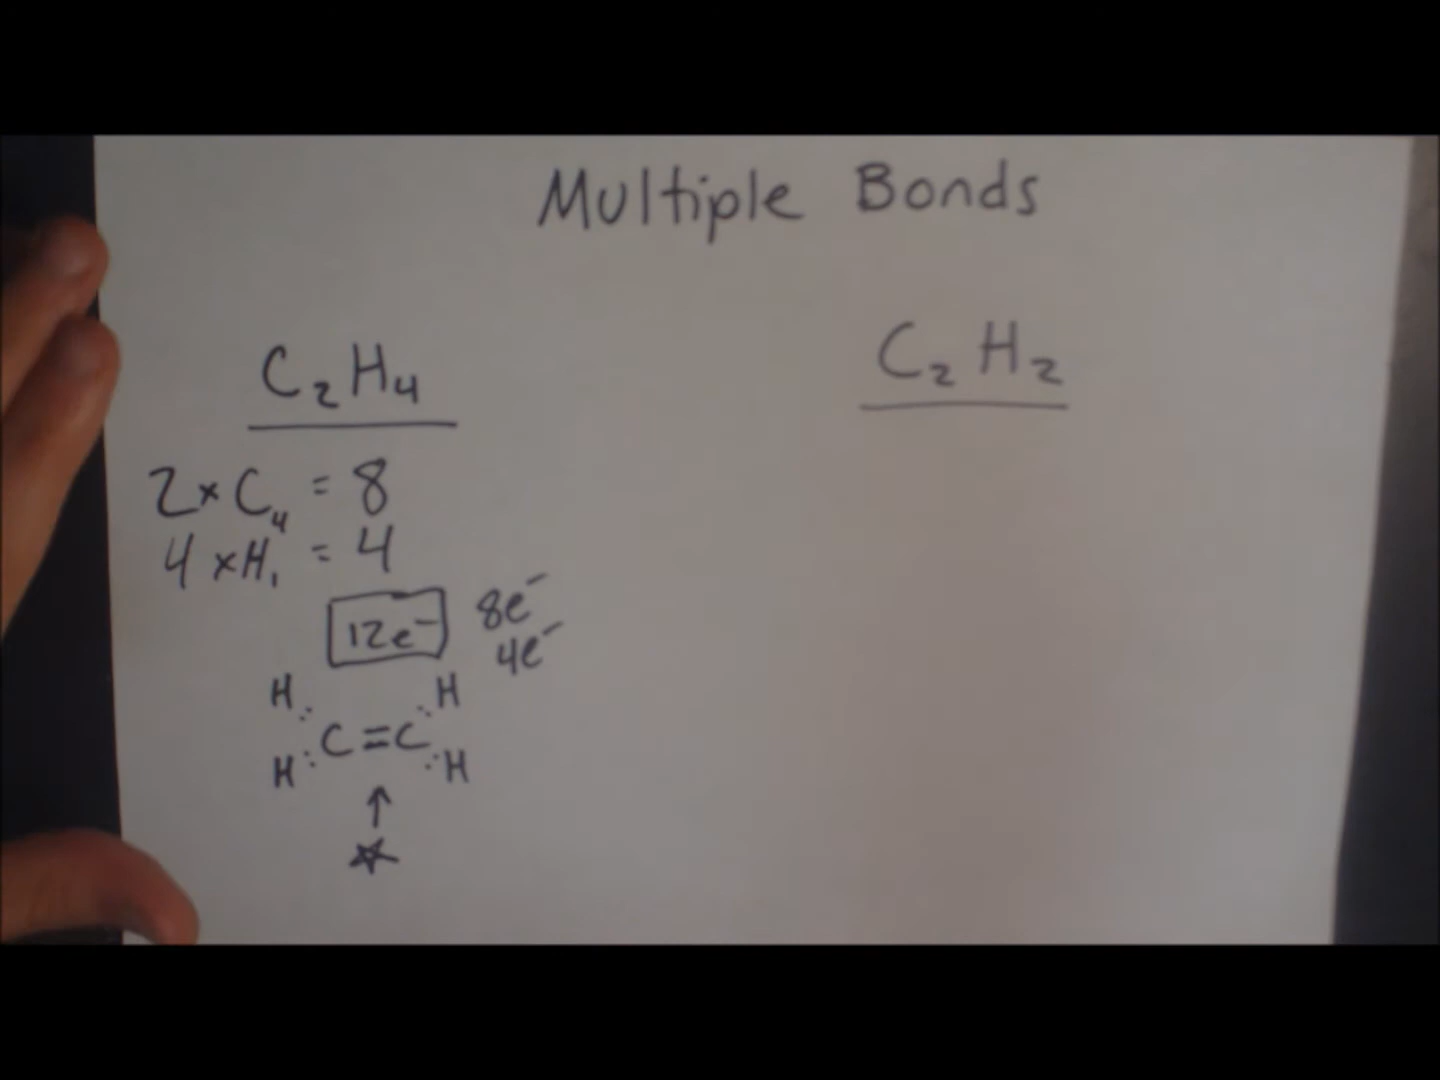 Multiple Bonds
C₂H₄
2×C₄ = 8
4×H₁ = 4
12e⁻
8e⁻
4e⁻
H H
C=C
H H
C₂H₂